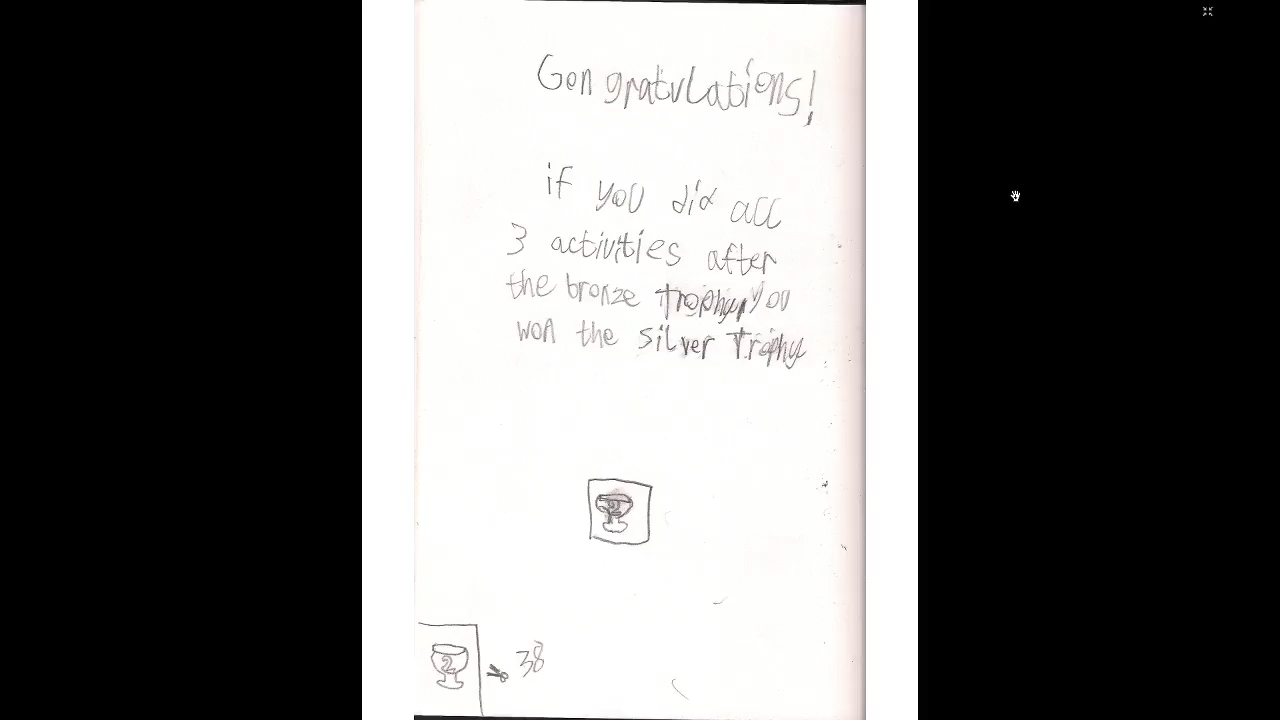 Gongratulations!
if you did all
3 activities after
the bronze trophy you
won the silver Trophy
2
2
38